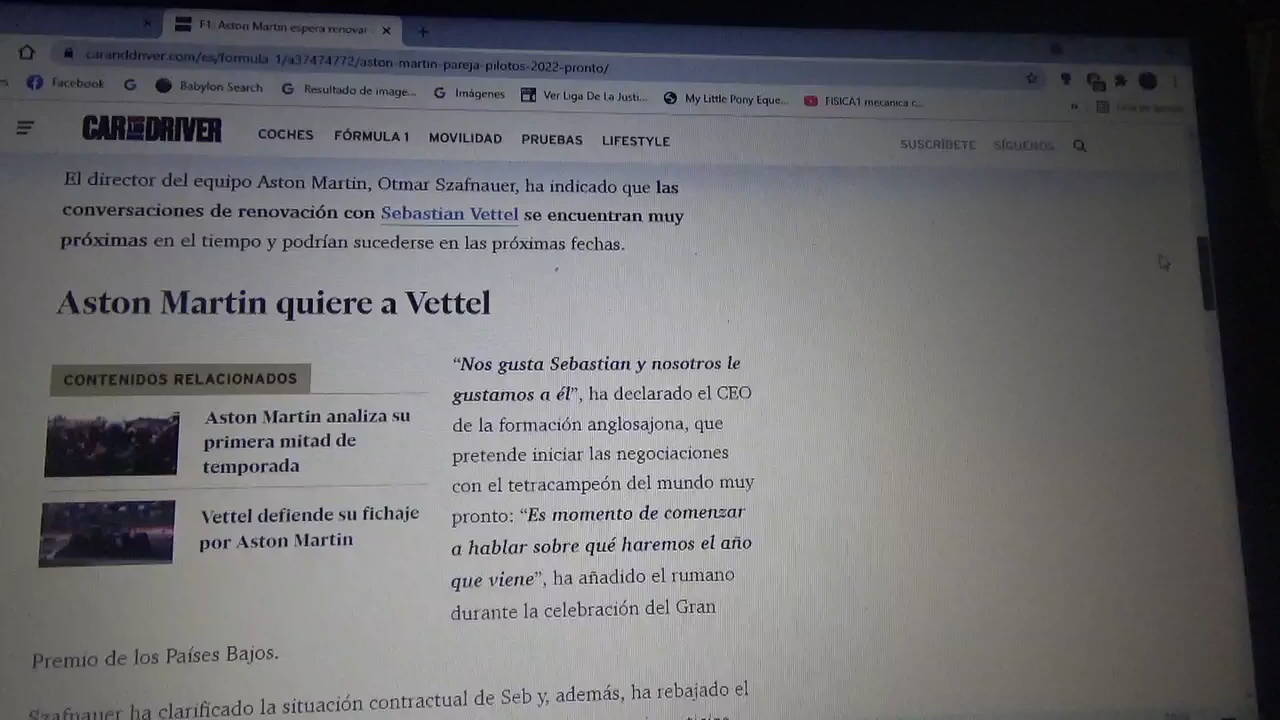 F1: Aston Martin espera renovar
caranddriver.com/es/formula-1/a37474772/aston-martin-pareja-pilotos-2022-pronto/
Facebook
Babylon Search
Resultado de image...
Imágenes
Ver Liga De La Justi...
My Little Pony Eque...
FISICA1 mecanica c...
CAR AND DRIVER
COCHES FÓRMULA 1 MOVILIDAD PRUEBAS LIFESTYLE
SUSCRÍBETE SÍGUENOS
El director del equipo Aston Martin, Otmar Szafnauer, ha indicado que las
conversaciones de renovación con Sebastian Vettel se encuentran muy
próximas en el tiempo y podrían sucederse en las próximas fechas.
Aston Martin quiere a Vettel
CONTENIDOS RELACIONADOS
Aston Martin analiza su
primera mitad de
temporada
Vettel defiende su fichaje
por Aston Martin
“Nos gusta Sebastian y nosotros le
gustamos a él”, ha declarado el CEO
de la formación anglosajona, que
pretende iniciar las negociaciones
con el tetracampeón del mundo muy
pronto: “Es momento de comenzar
a hablar sobre qué haremos el año
que viene”, ha añadido el rumano
durante la celebración del Gran
Premio de los Países Bajos.
Szafnauer ha clarificado la situación contractual de Seb y, además, ha rebajado el